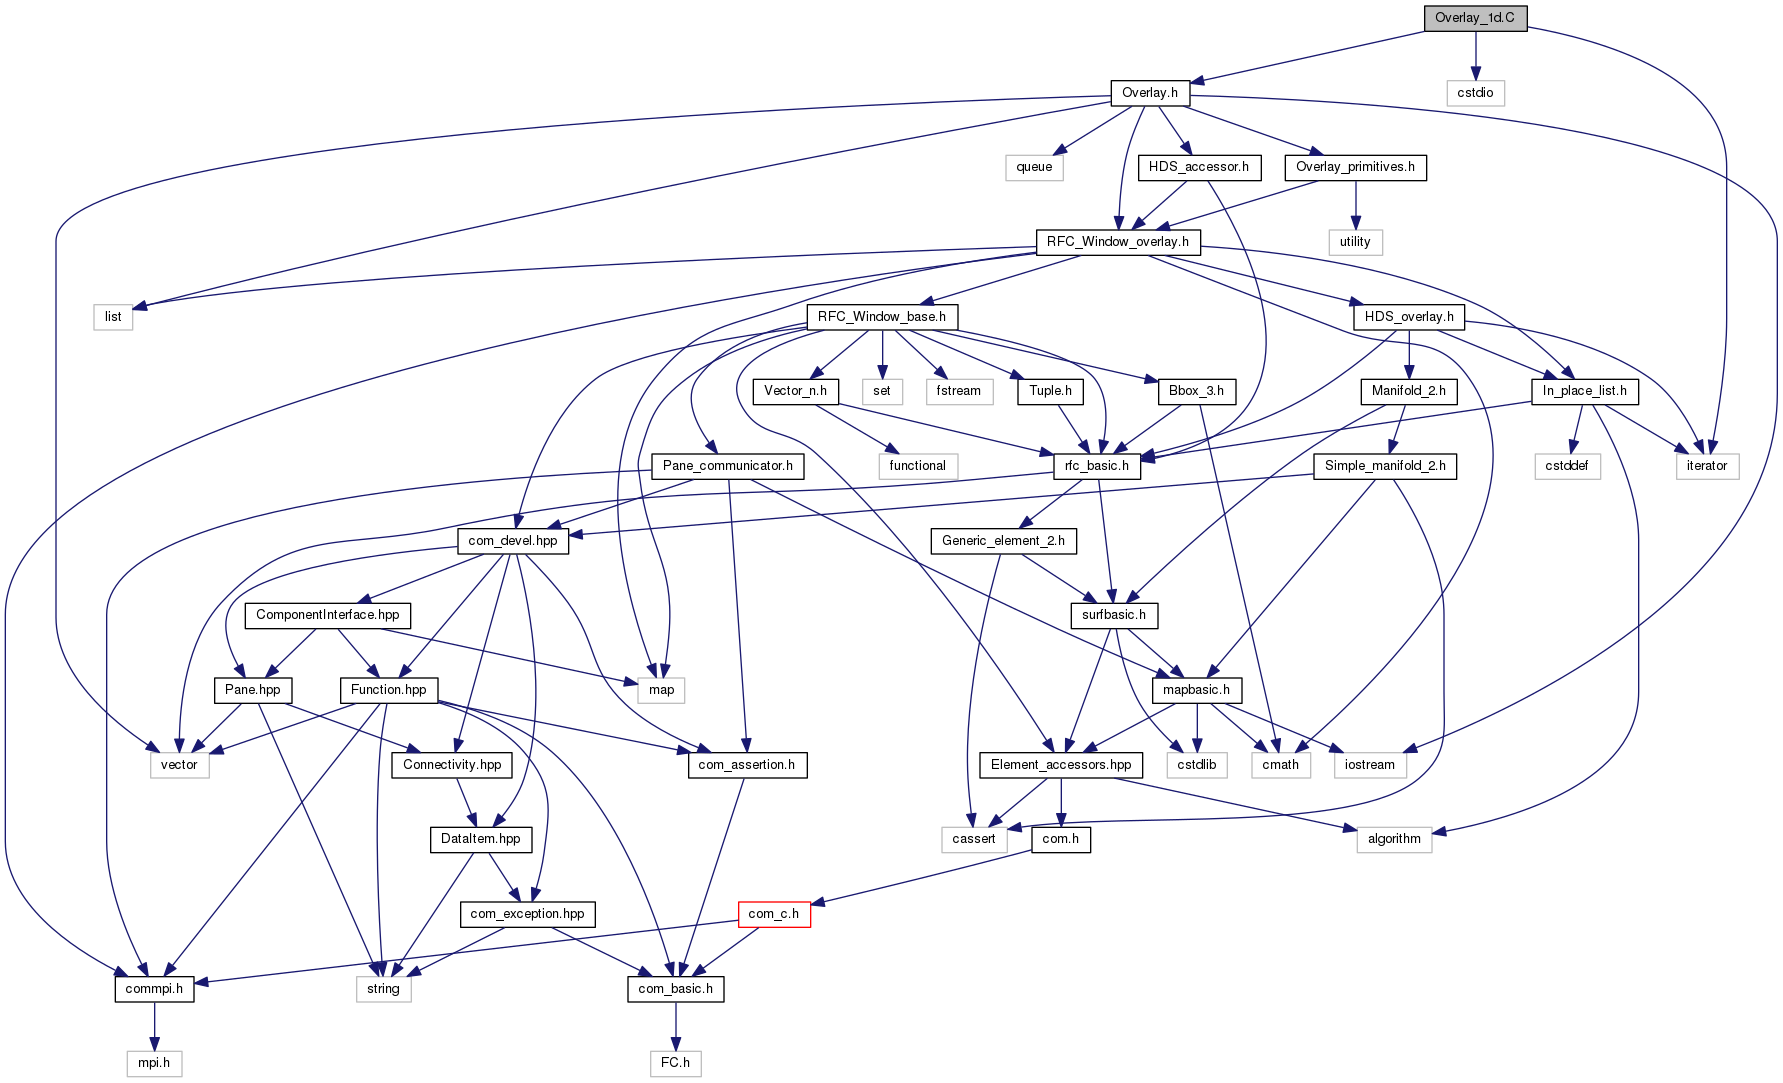 Overlay_1d.C
Overlay.h
cstdio
queue
HDS_accessor.h
Overlay_primitives.h
RFC_Window_overlay.h
utility
list
RFC_Window_base.h
HDS_overlay.h
Vector_n.h
set
fstream
Tuple.h
Bbox_3.h
Manifold_2.h
In_place_list.h
Pane_communicator.h
functional
rfc_basic.h
Simple_manifold_2.h
cstddef
iterator
com_devel.hpp
Generic_element_2.h
ComponentInterface.hpp
surfbasic.h
Pane.hpp
Function.hpp
map
mapbasic.h
vector
Connectivity.hpp
com_assertion.h
Element_accessors.hpp
cstdlib
cmath
iostream
DataItem.hpp
cassert
com.h
algorithm
com_exception.hpp
com_c.h
commpi.h
string
com_basic.h
mpi.h
FC.h